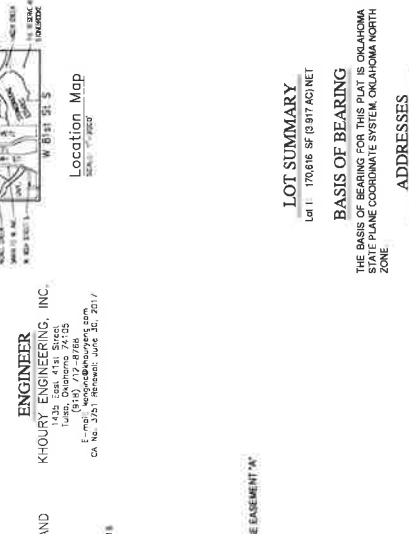 W 81st St S
Location Map
ENGINEER
KHOURY ENGINEERING, INC.
1435 East 41st Street
Tulsa, Oklahoma 74105
(918) 712-8768
CA No. 3751 Renewal: June 30, 2017
AND
LOT SUMMARY
Lot 1: 170,616 SF (3.917 AC) NET
BASIS OF BEARING
THE BASIS OF BEARING FOR THIS PLAT IS OKLAHOMA
STATE PLANE COORDINATE SYSTEM, OKLAHOMA NORTH
ZONE.
ADDRESSES
EASEMENT "A"